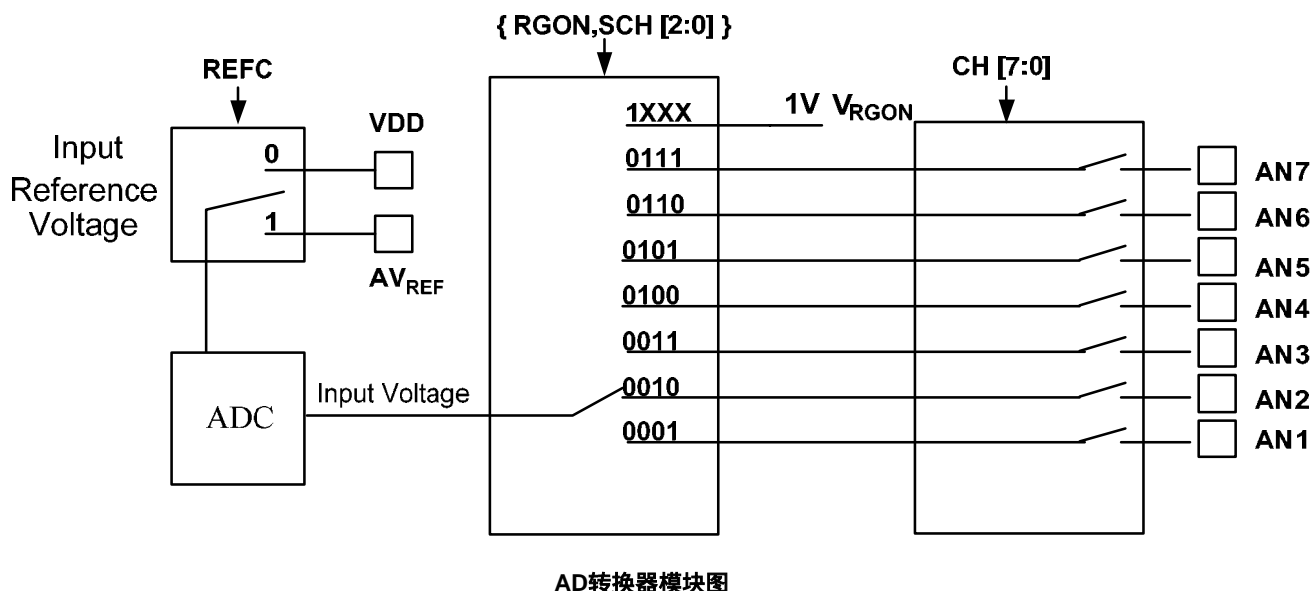 { RGON,SCH [2:0] }
REFC
CH [7:0]
VDD
1XXX
1V VRGON
Input
Reference
Voltage
0
1
AVREF
0111
AN7
0110
AN6
0101
AN5
0100
AN4
0011
AN3
Input Voltage
0010
AN2
ADC
0001
AN1
AD转换器模块图